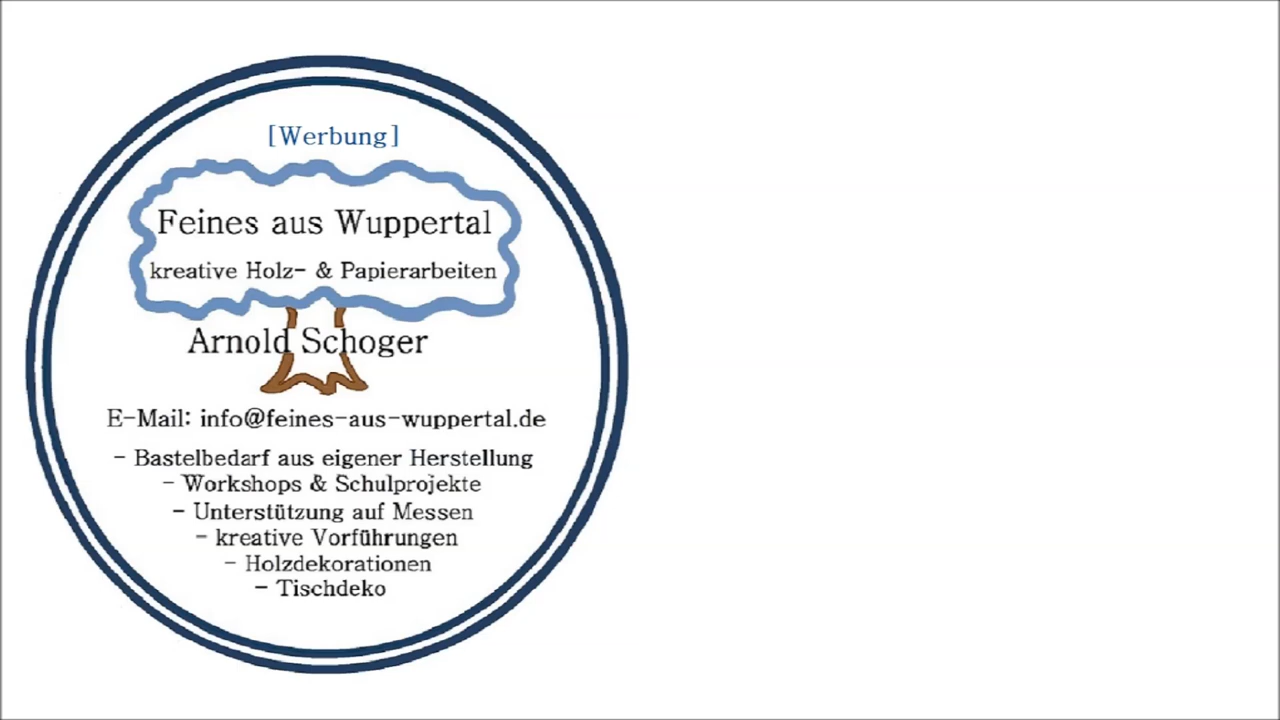 [Werbung]
Feines aus Wuppertal
kreative Holz- & Papierarbeiten
Arnold Schoger
E-Mail: info@feines-aus-wuppertal.de
- Bastelbedarf aus eigener Herstellung
- Workshops & Schulprojekte
- Unterstützung auf Messen
- kreative Vorführungen
- Holzdekorationen
- Tischdeko